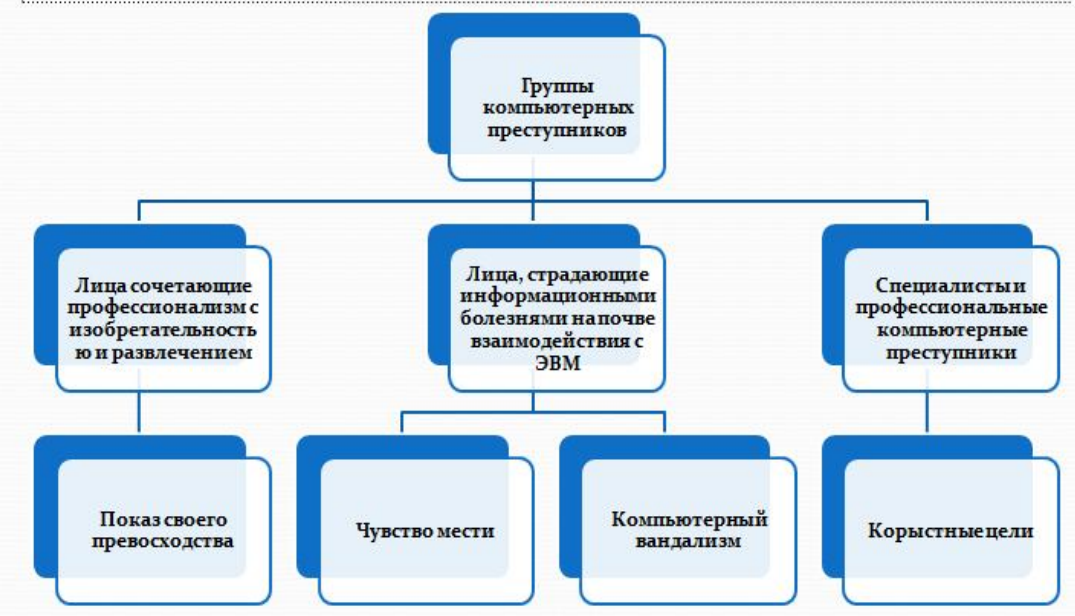 Группы
компьютерных
преступников
Лица сочетающие
профессионализм с
изобретательность
ю и развлечением
Лица, страдающие
информационными
болезнями на почве
взаимодействия с
ЭВМ
Специалисты и
профессиональные
компьютерные
преступники
Показ своего
превосходства
Чувство мести
Компьютерный
вандализм
Корыстные цели